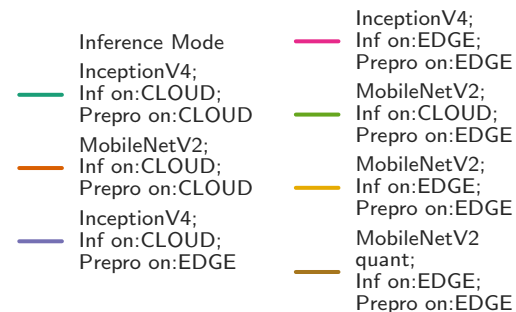 Inference Mode
InceptionV4;
Inf on:CLOUD;
Prepro on:CLOUD
MobileNetV2;
Inf on:CLOUD;
Prepro on:CLOUD
InceptionV4;
Inf on:CLOUD;
Prepro on:EDGE
InceptionV4;
Inf on:EDGE;
Prepro on:EDGE
MobileNetV2;
Inf on:CLOUD;
Prepro on:EDGE
MobileNetV2;
Inf on:EDGE;
Prepro on:EDGE
MobileNetV2
quant;
Inf on:EDGE;
Prepro on:EDGE